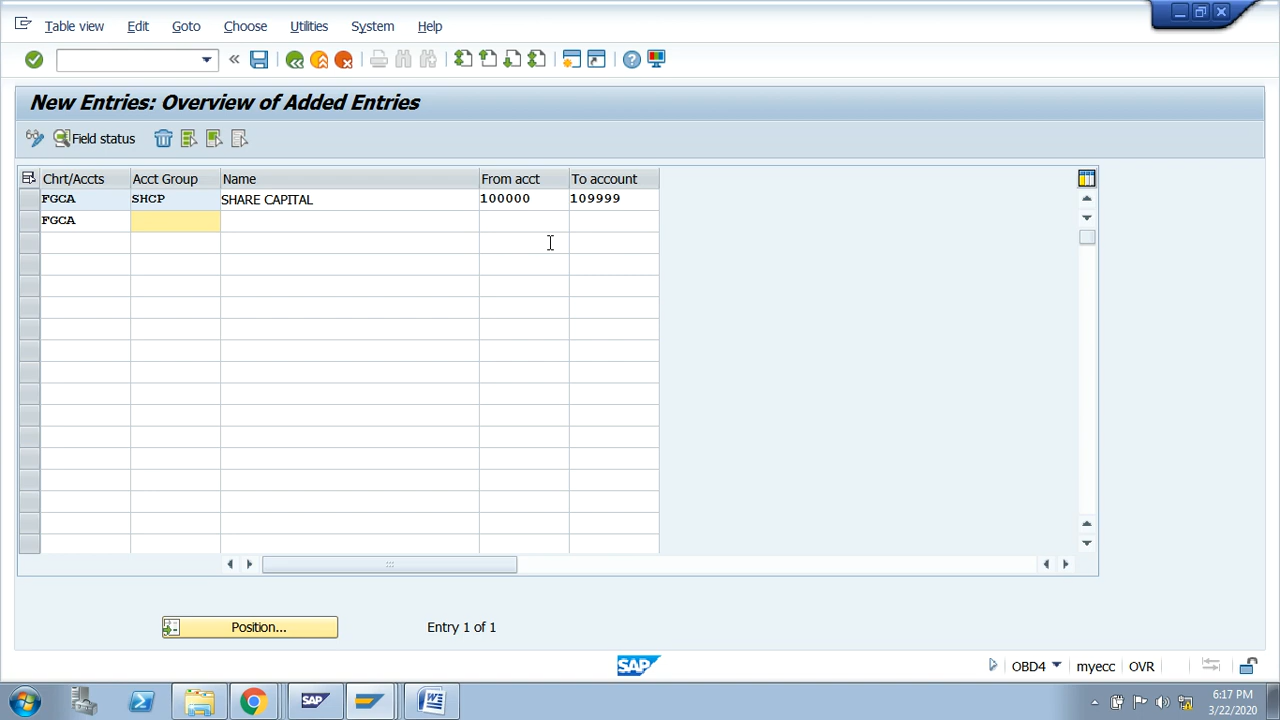 Table view Edit Goto Choose Utilities System Help
New Entries: Overview of Added Entries
Field status
Chrt/Accts Acct Group Name From acct To account
FGCA SHCP SHARE CAPITAL 100000 109999
FGCA
Position... Entry 1 of 1
SAP OBD4 myecc OVR
SAP
6:17 PM
3/22/2020